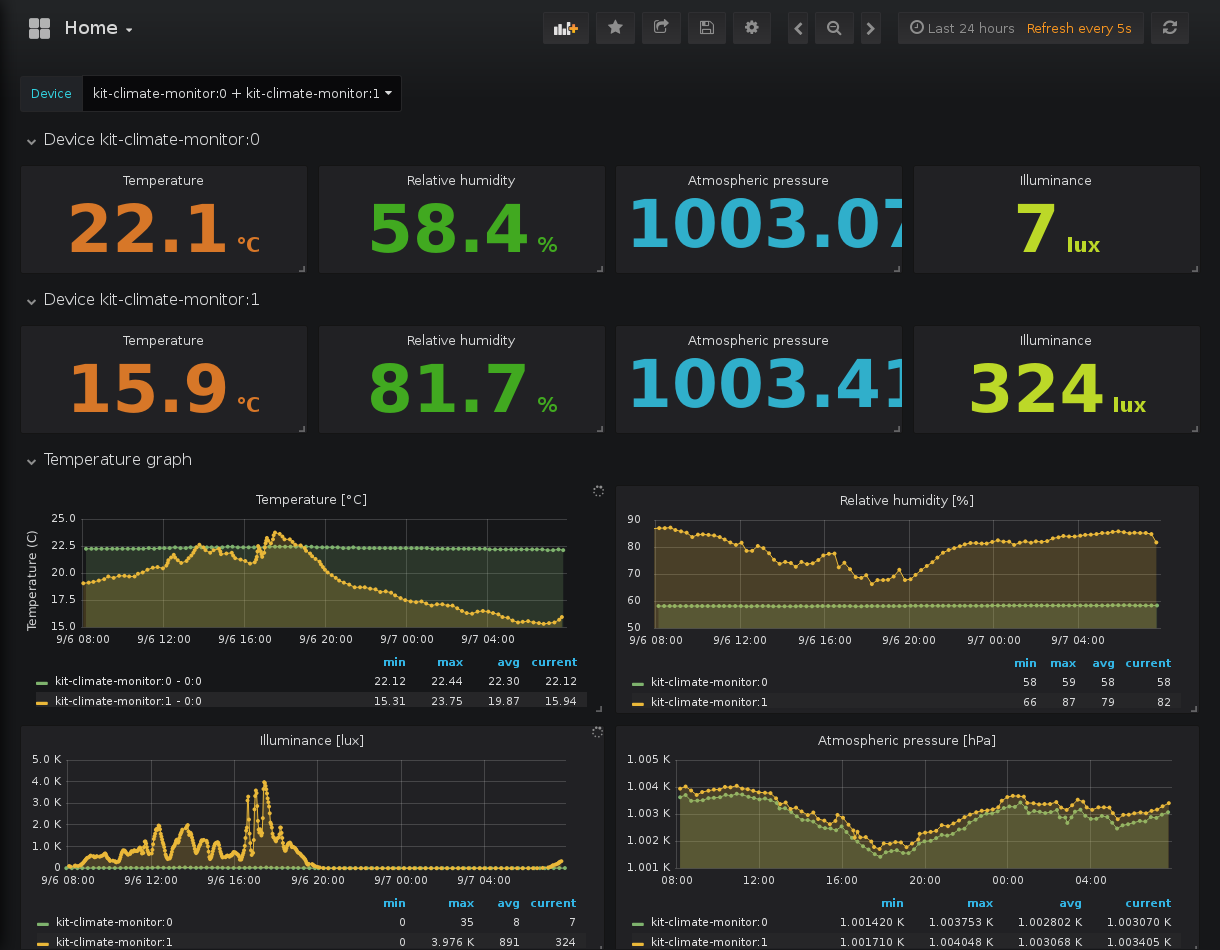 Home
Last 24 hours Refresh every 5s
Device kit-climate-monitor:0 + kit-climate-monitor:1
Device kit-climate-monitor:0
Temperature Relative humidity Atmospheric pressure Illuminance
22.1 °C 58.4 % 1003.07 7 lux
Device kit-climate-monitor:1
Temperature Relative humidity Atmospheric pressure Illuminance
15.9 °C 81.7 % 1003.41 324 lux
Temperature graph
Temperature [°C]
Temperature (C)
25.0
22.5
20.0
17.5
15.0
9/6 08:00 9/6 12:00 9/6 16:00 9/6 20:00 9/7 00:00 9/7 04:00
min max avg current
kit-climate-monitor:0 - 0:0 22.12 22.44 22.30 22.12
kit-climate-monitor:1 - 0:0 15.31 23.75 19.87 15.94
Relative humidity [%]
90
80
70
60
50
9/6 08:00 9/6 12:00 9/6 16:00 9/6 20:00 9/7 00:00 9/7 04:00
min max avg current
kit-climate-monitor:0 58 59 58 58
kit-climate-monitor:1 66 87 79 82
Illuminance [lux]
5.0 K
4.0 K
3.0 K
2.0 K
1.0 K
0
9/6 08:00 9/6 12:00 9/6 16:00 9/6 20:00 9/7 00:00 9/7 04:00
min max avg current
kit-climate-monitor:0 0 35 8 7
kit-climate-monitor:1 0 3.976 K 891 324
Atmospheric pressure [hPa]
1.005 K
1.004 K
1.003 K
1.002 K
1.001 K
08:00 12:00 16:00 20:00 00:00 04:00
min max avg current
kit-climate-monitor:0 1.001420 K 1.003753 K 1.002802 K 1.003070 K
kit-climate-monitor:1 1.001710 K 1.004048 K 1.003068 K 1.003405 K